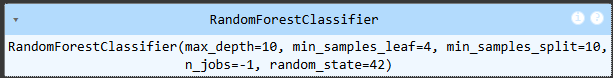 RandomForestClassifier
RandomForestClassifier(max_depth=10, min_samples_leaf=4, min_samples_split=10,
n_jobs=-1, random_state=42)